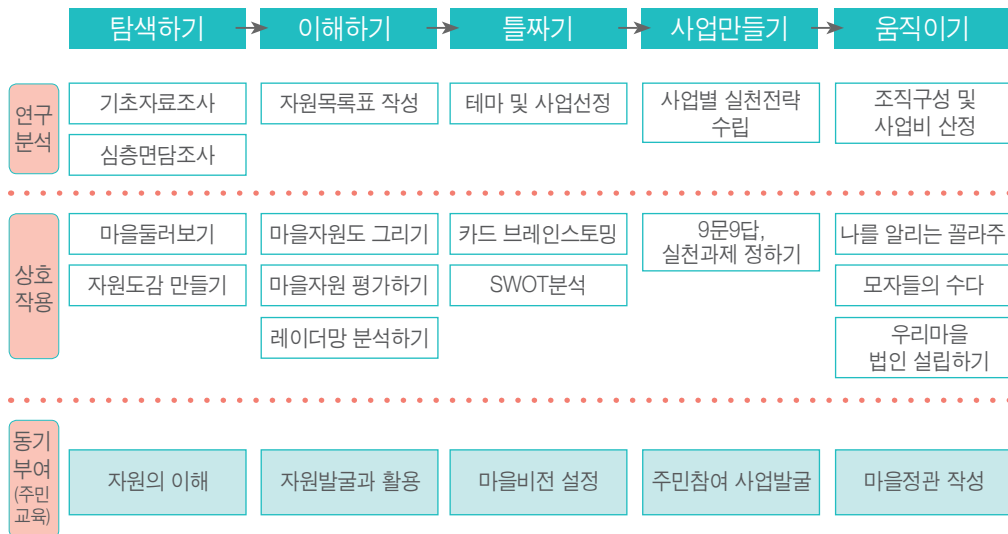 탐색하기
이해하기
틀짜기
사업만들기
움직이기
연구
분석
기초자료조사
심층면담조사
자원목록표 작성
테마 및 사업선정
사업별 실천전략
수립
조직구성 및
사업비 산정
상호
작용
마을둘러보기
자원도감 만들기
마을자원도 그리기
마을자원 평가하기
레이더망 분석하기
카드 브레인스토밍
SWOT분석
9문9답,
실천과제 정하기
나를 알리는 꼴라주
모자들의 수다
우리마을
법인 설립하기
동기
부여
(주민
교육)
자원의 이해
자원발굴과 활용
마을비전 설정
주민참여 사업발굴
마을정관 작성